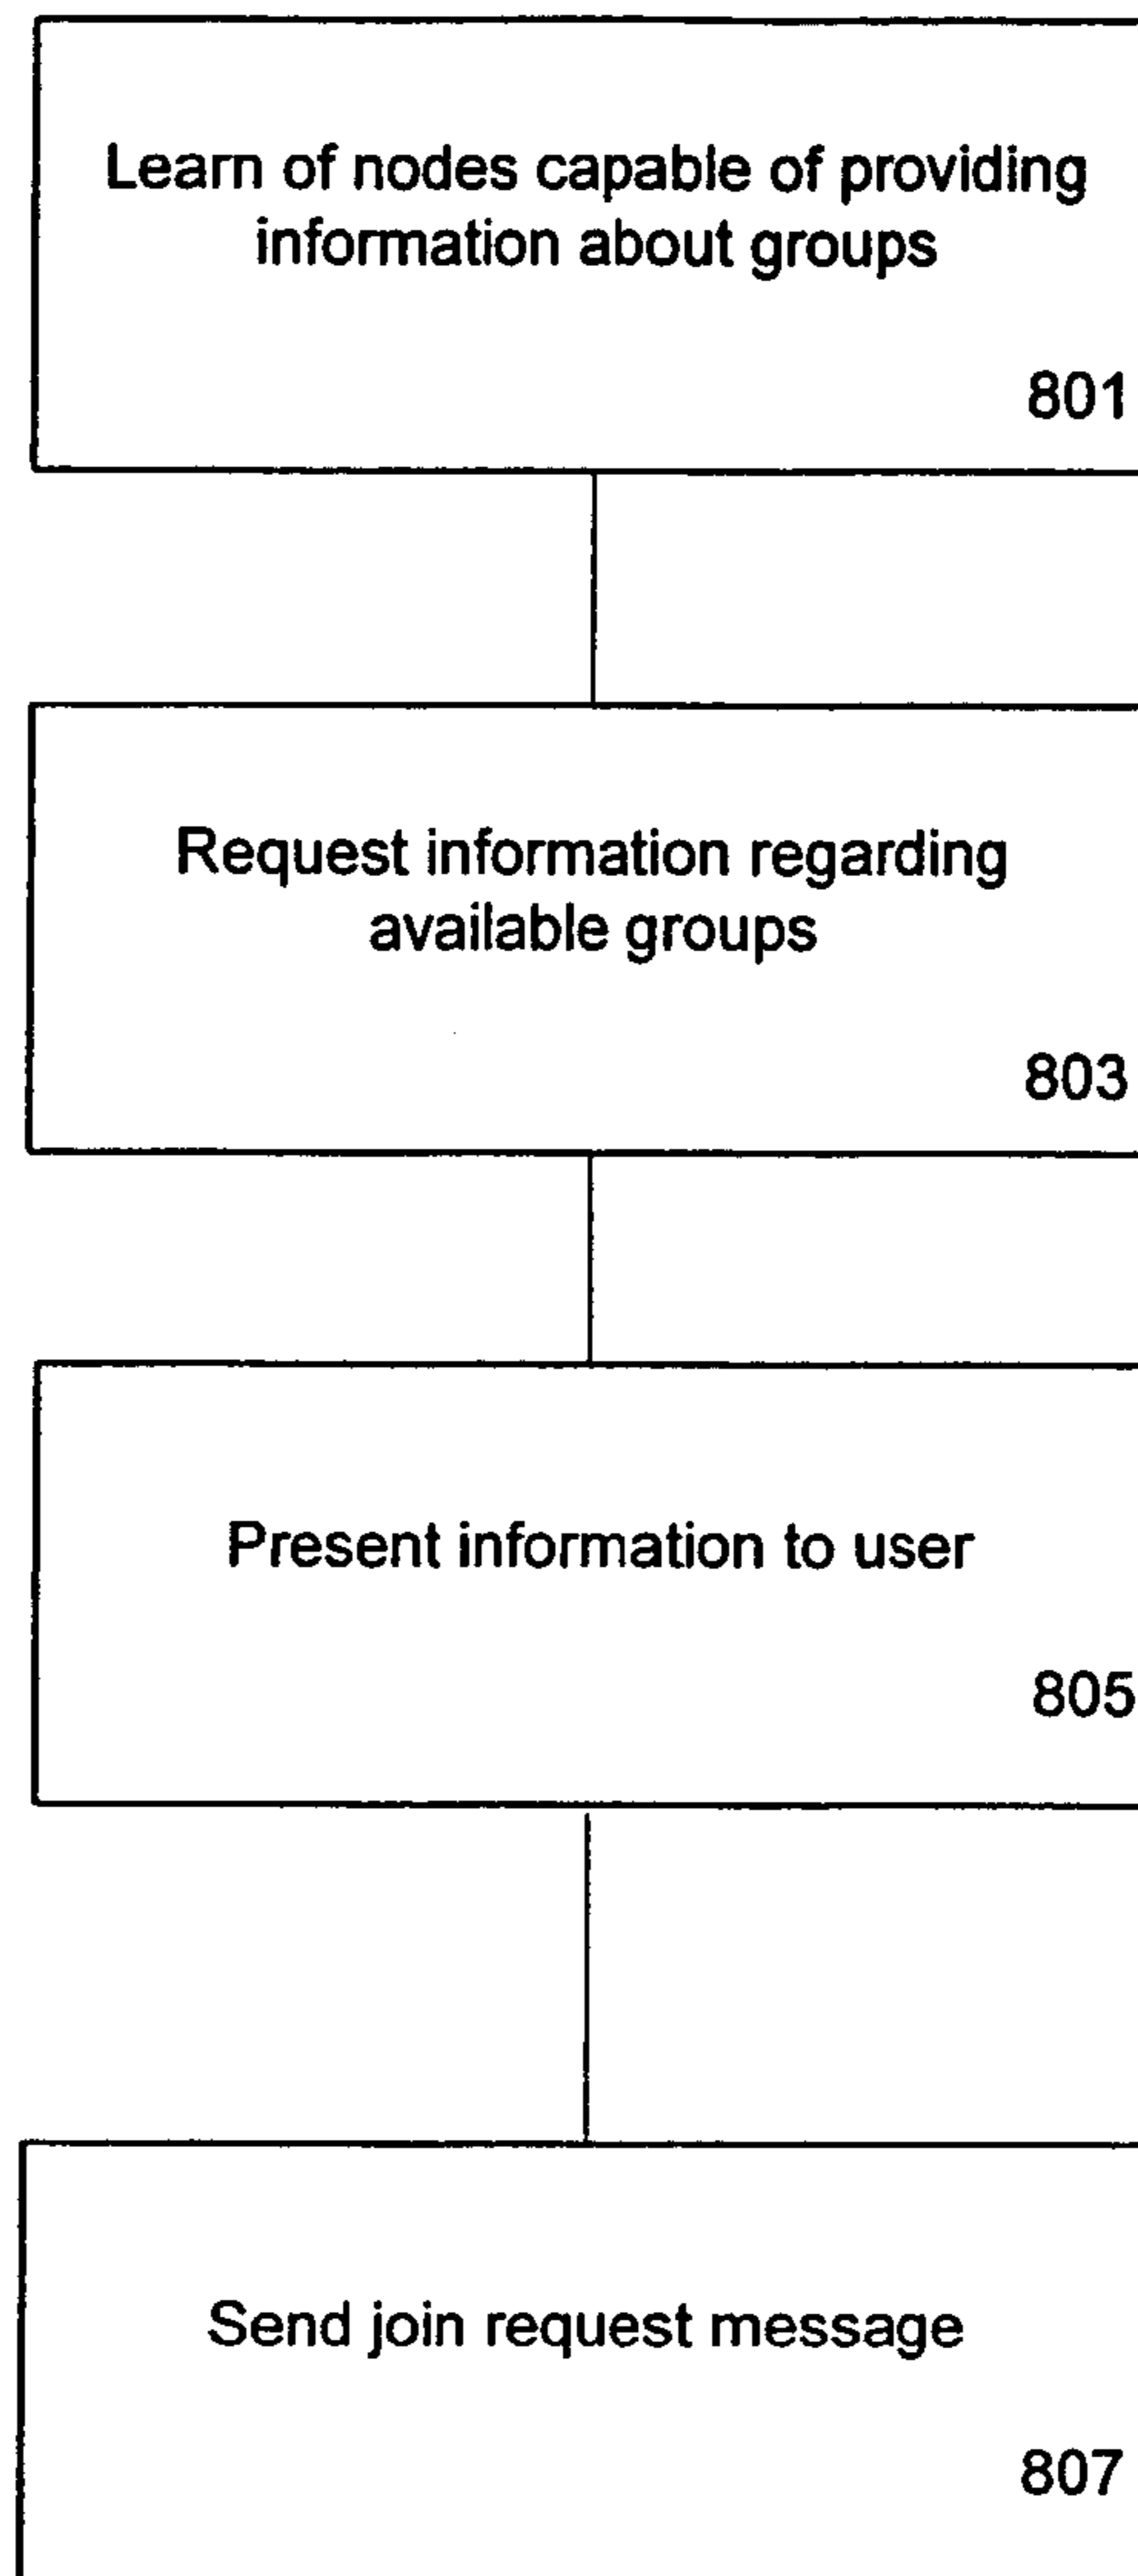 Learn of nodes capable of providing
information about groups
801
Request information regarding
available groups
803
Present information to user
805
Send join request message
807